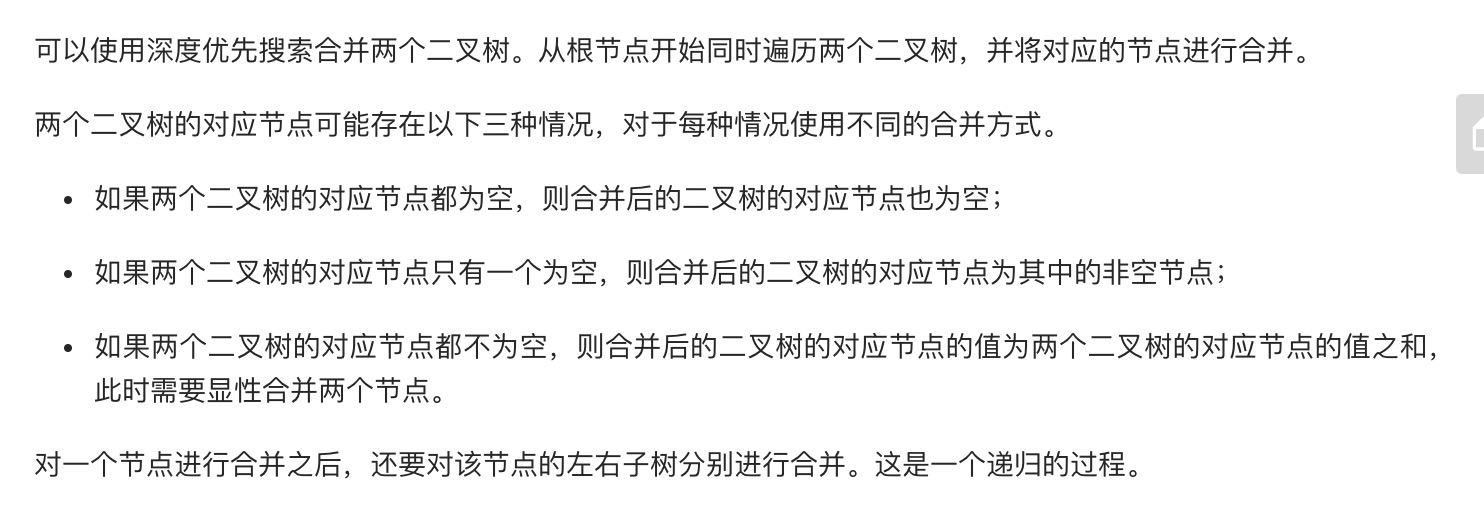 可以使用深度优先搜索合并两个二叉树。从根节点开始同时遍历两个二叉树，并将对应的节点进行合并。
两个二叉树的对应节点可能存在以下三种情况，对于每种情况使用不同的合并方式。
• 如果两个二叉树的对应节点都为空，则合并后的二叉树的对应节点也为空；
• 如果两个二叉树的对应节点只有一个为空，则合并后的二叉树的对应节点为其中的非空节点；
• 如果两个二叉树的对应节点都不为空，则合并后的二叉树的对应节点的值为两个二叉树的对应节点的值之和，
此时需要显性合并两个节点。
对一个节点进行合并之后，还要对该节点的左右子树分别进行合并。这是一个递归的过程。